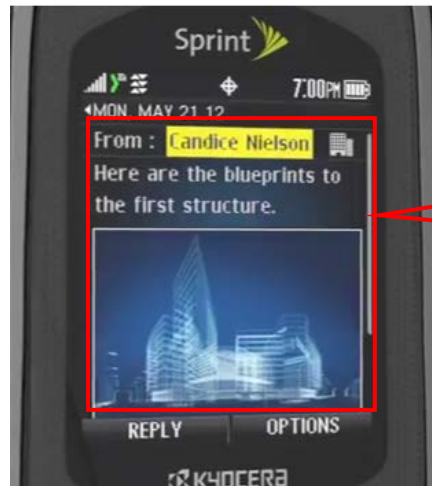 Sprint
7:00PM
MON, MAY 21 12
From : Candice Nielson
Here are the blueprints to
the first structure.
REPLY
OPTIONS
KYOCERA